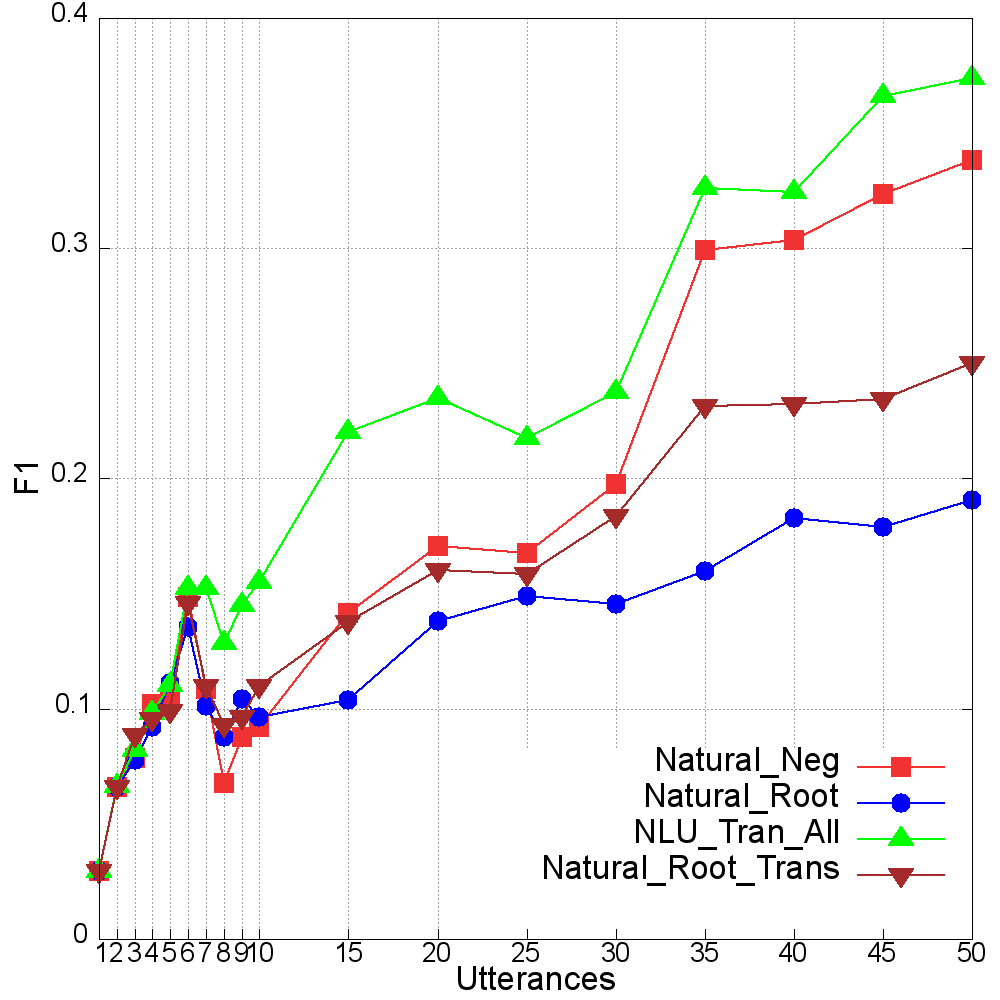 0.4
0.3
0.2
0.1
0
F1
1 2 3 4 5 6 7 8 9 10 15 20 25 30 35 40 45 50
Utterances
Natural_Neg
Natural_Root
NLU_Tran_All
Natural_Root_Trans